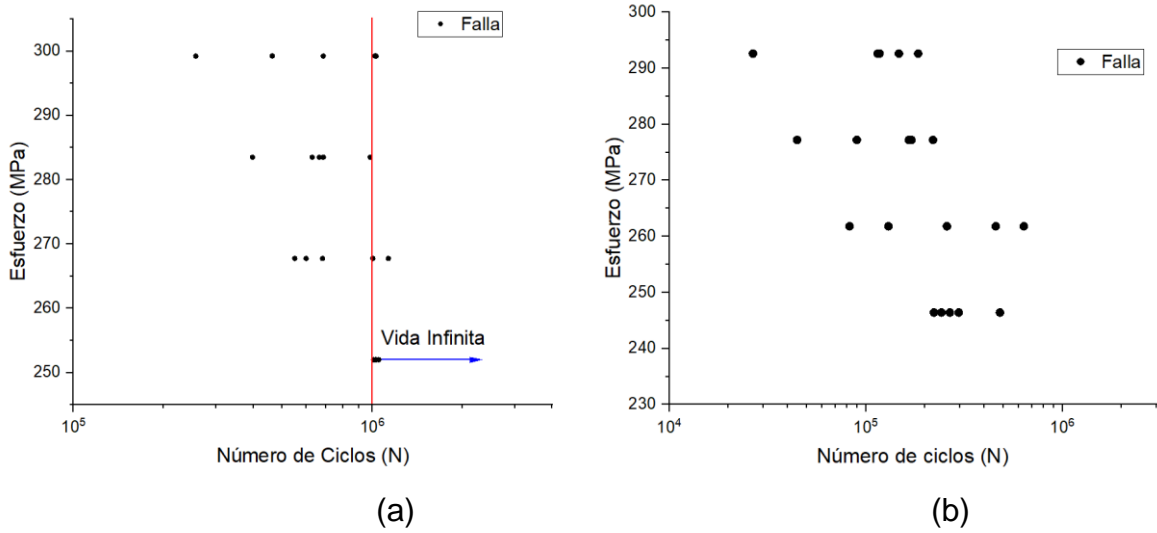 Falla
300
290
280
270
260
250
Esfuerzo (MPa)
Vida Infinita
10^5
10^6
Número de Ciclos (N)
(a)
Falla
300
290
280
270
260
250
240
230
Esfuerzo (MPa)
10^4
10^5
10^6
Número de ciclos (N)
(b)